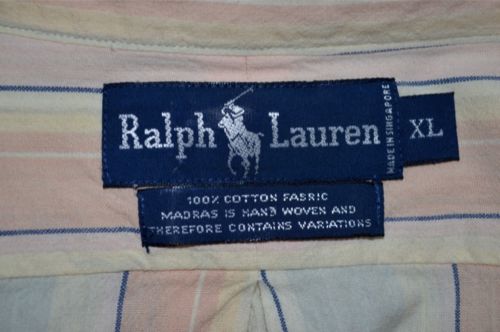 Ralph Lauren
MADE IN SINGAPORE
XL
100% COTTON FABRIC
MADRAS IS HAND WOVEN AND
THEREFORE CONTAINS VARIATIONS